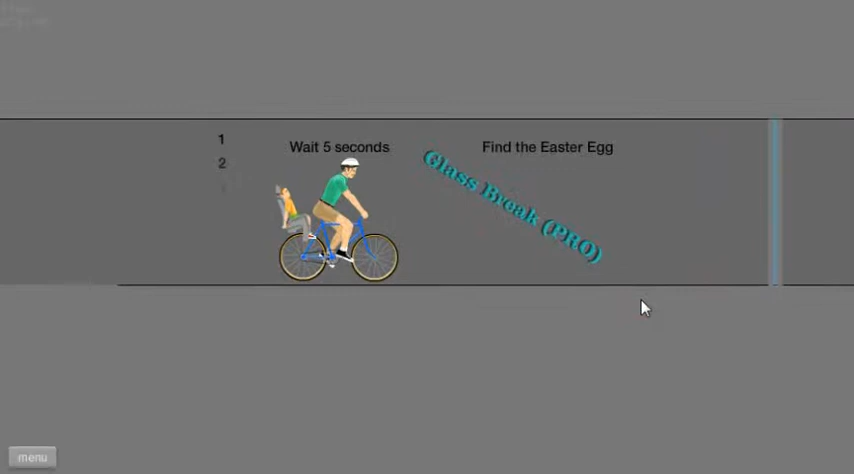 1
Wait 5 seconds
Find the Easter Egg
2
Glass Break (PRO)
menu